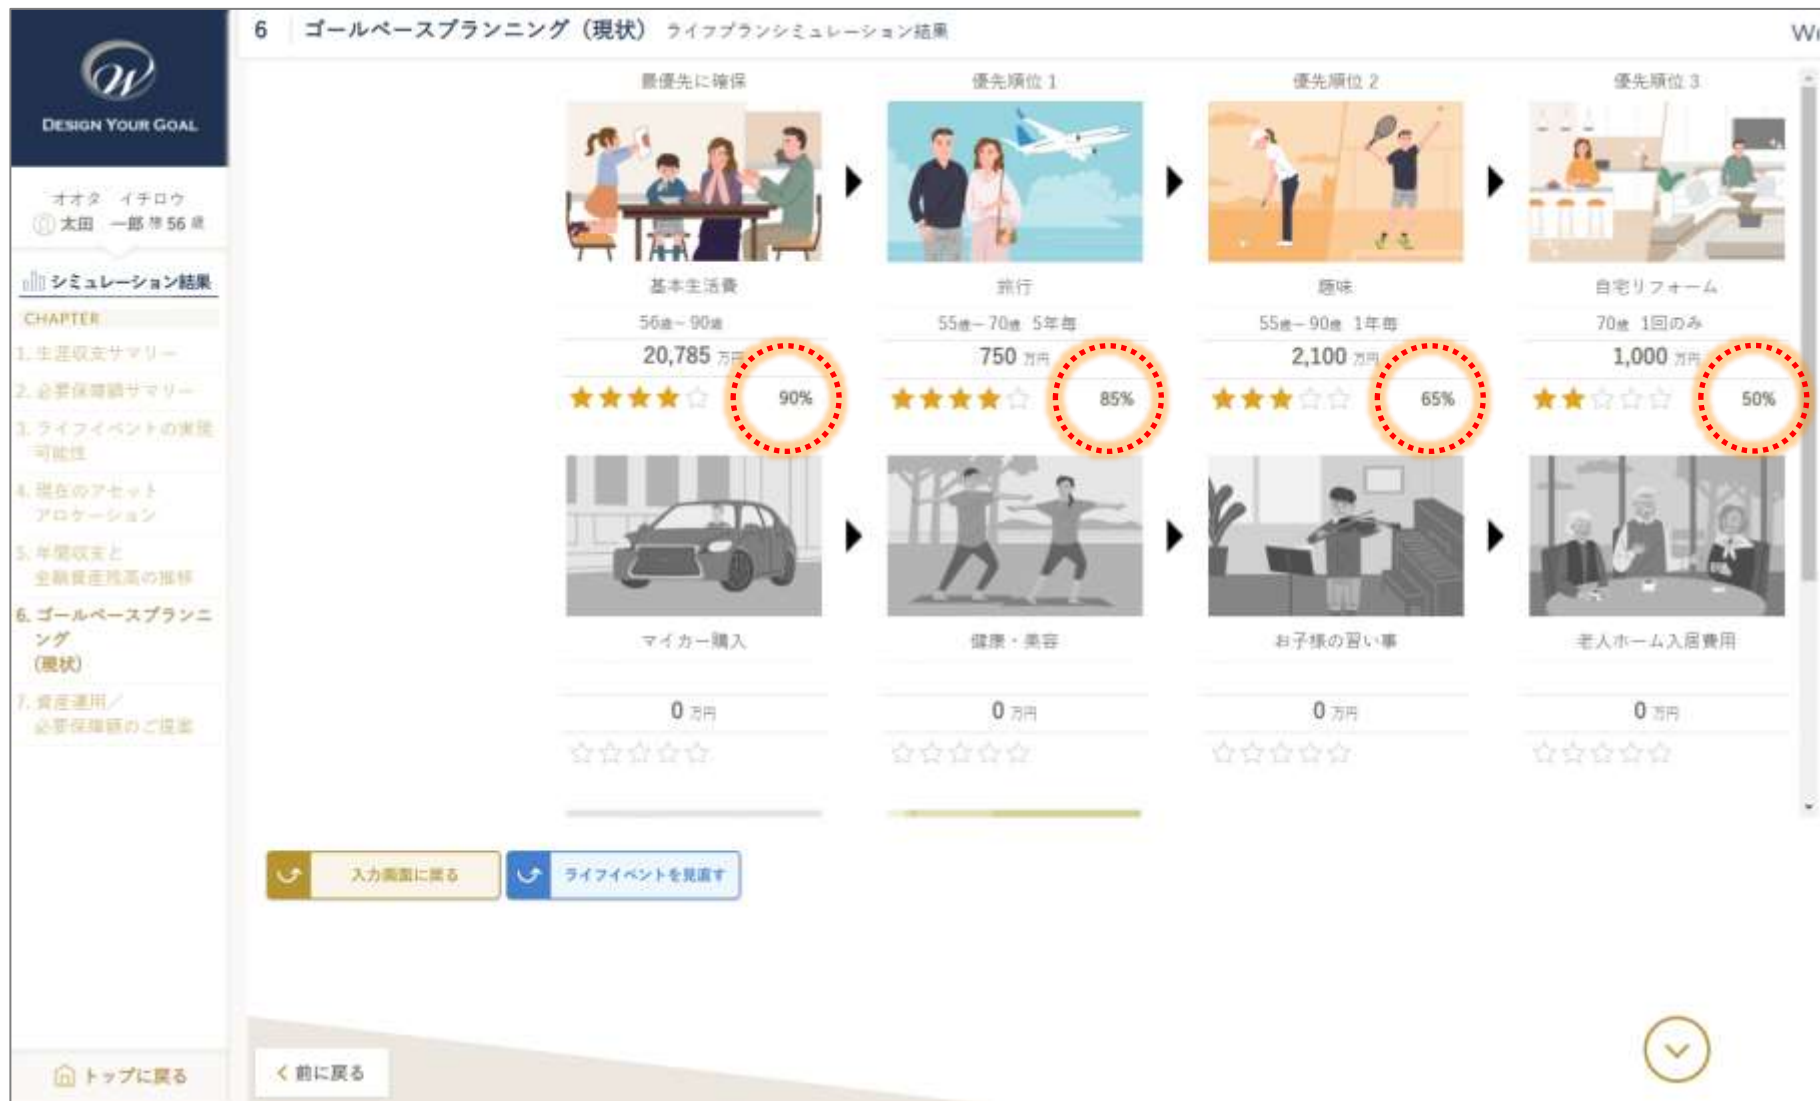 DESIGN YOUR GOAL
オオタ イチロウ
太田 一郎 様 56 歳
シミュレーション結果
CHAPTER
1. 生涯収支サマリー
2. 必要保障額サマリー
3. ライフイベントの実現
可能性
4. 現在のアセット
アロケーション
5. 年間収支と
金融資産残高の推移
6. ゴールベースプランニ
ング
(現状)
7. 資産運用／
必要保障額のご提案
トップに戻る
6 ゴールベースプランニング（現状） ライフプランシミュレーション結果
最優先に確保
優先順位 1
優先順位 2
優先順位 3
基本生活費
旅行
趣味
自宅リフォーム
56歳～90歳
55歳～70歳 5年毎
55歳～90歳 1年毎
70歳 1回のみ
20,785 万円
750 万円
2,100 万円
1,000 万円
90%
85%
65%
50%
マイカー購入
健康・美容
お子様の習い事
老人ホーム入居費用
0 万円
0 万円
0 万円
0 万円
入力画面に戻る
ライフイベントを見直す
前に戻る